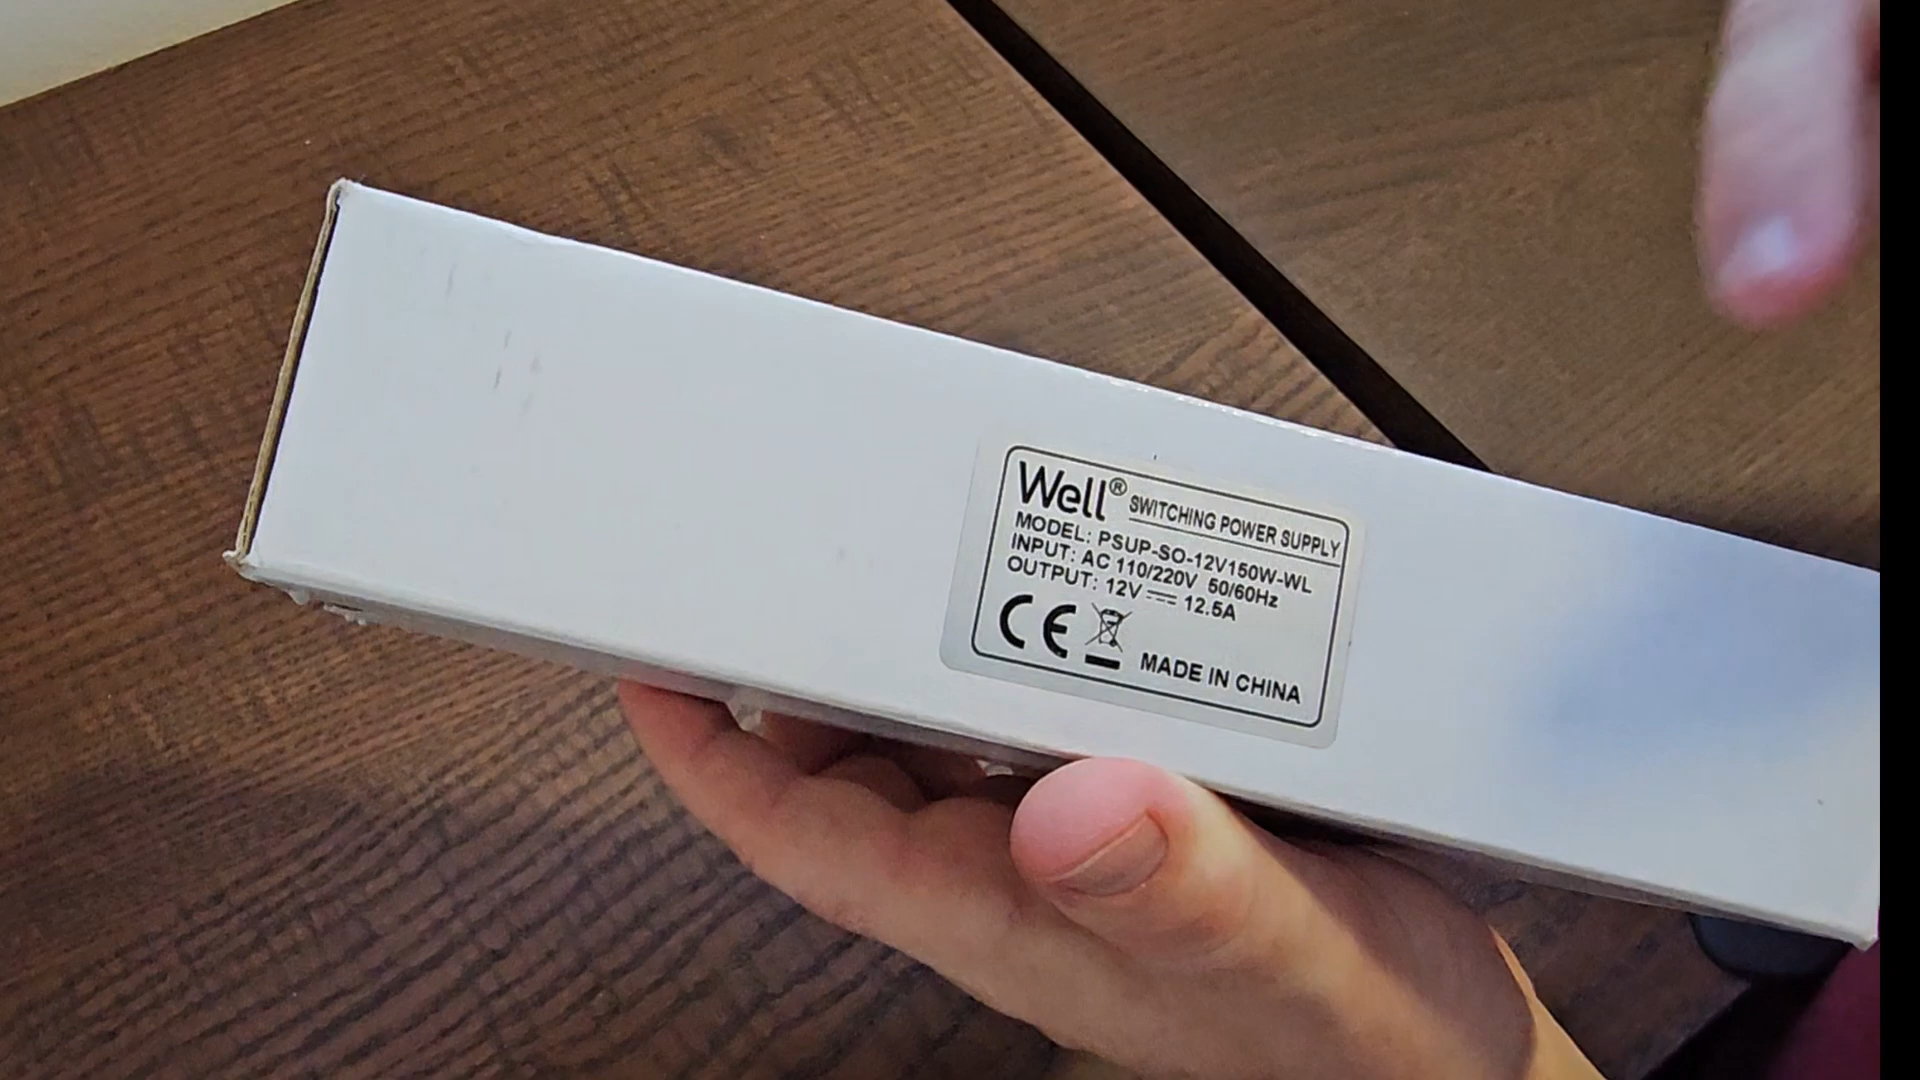 Well® SWITCHING POWER SUPPLY
MODEL: PSUP-SO-12V150W-WL
INPUT: AC 110/220V 50/60Hz
OUTPUT: 12V ⎓ 12.5A
CE MADE IN CHINA